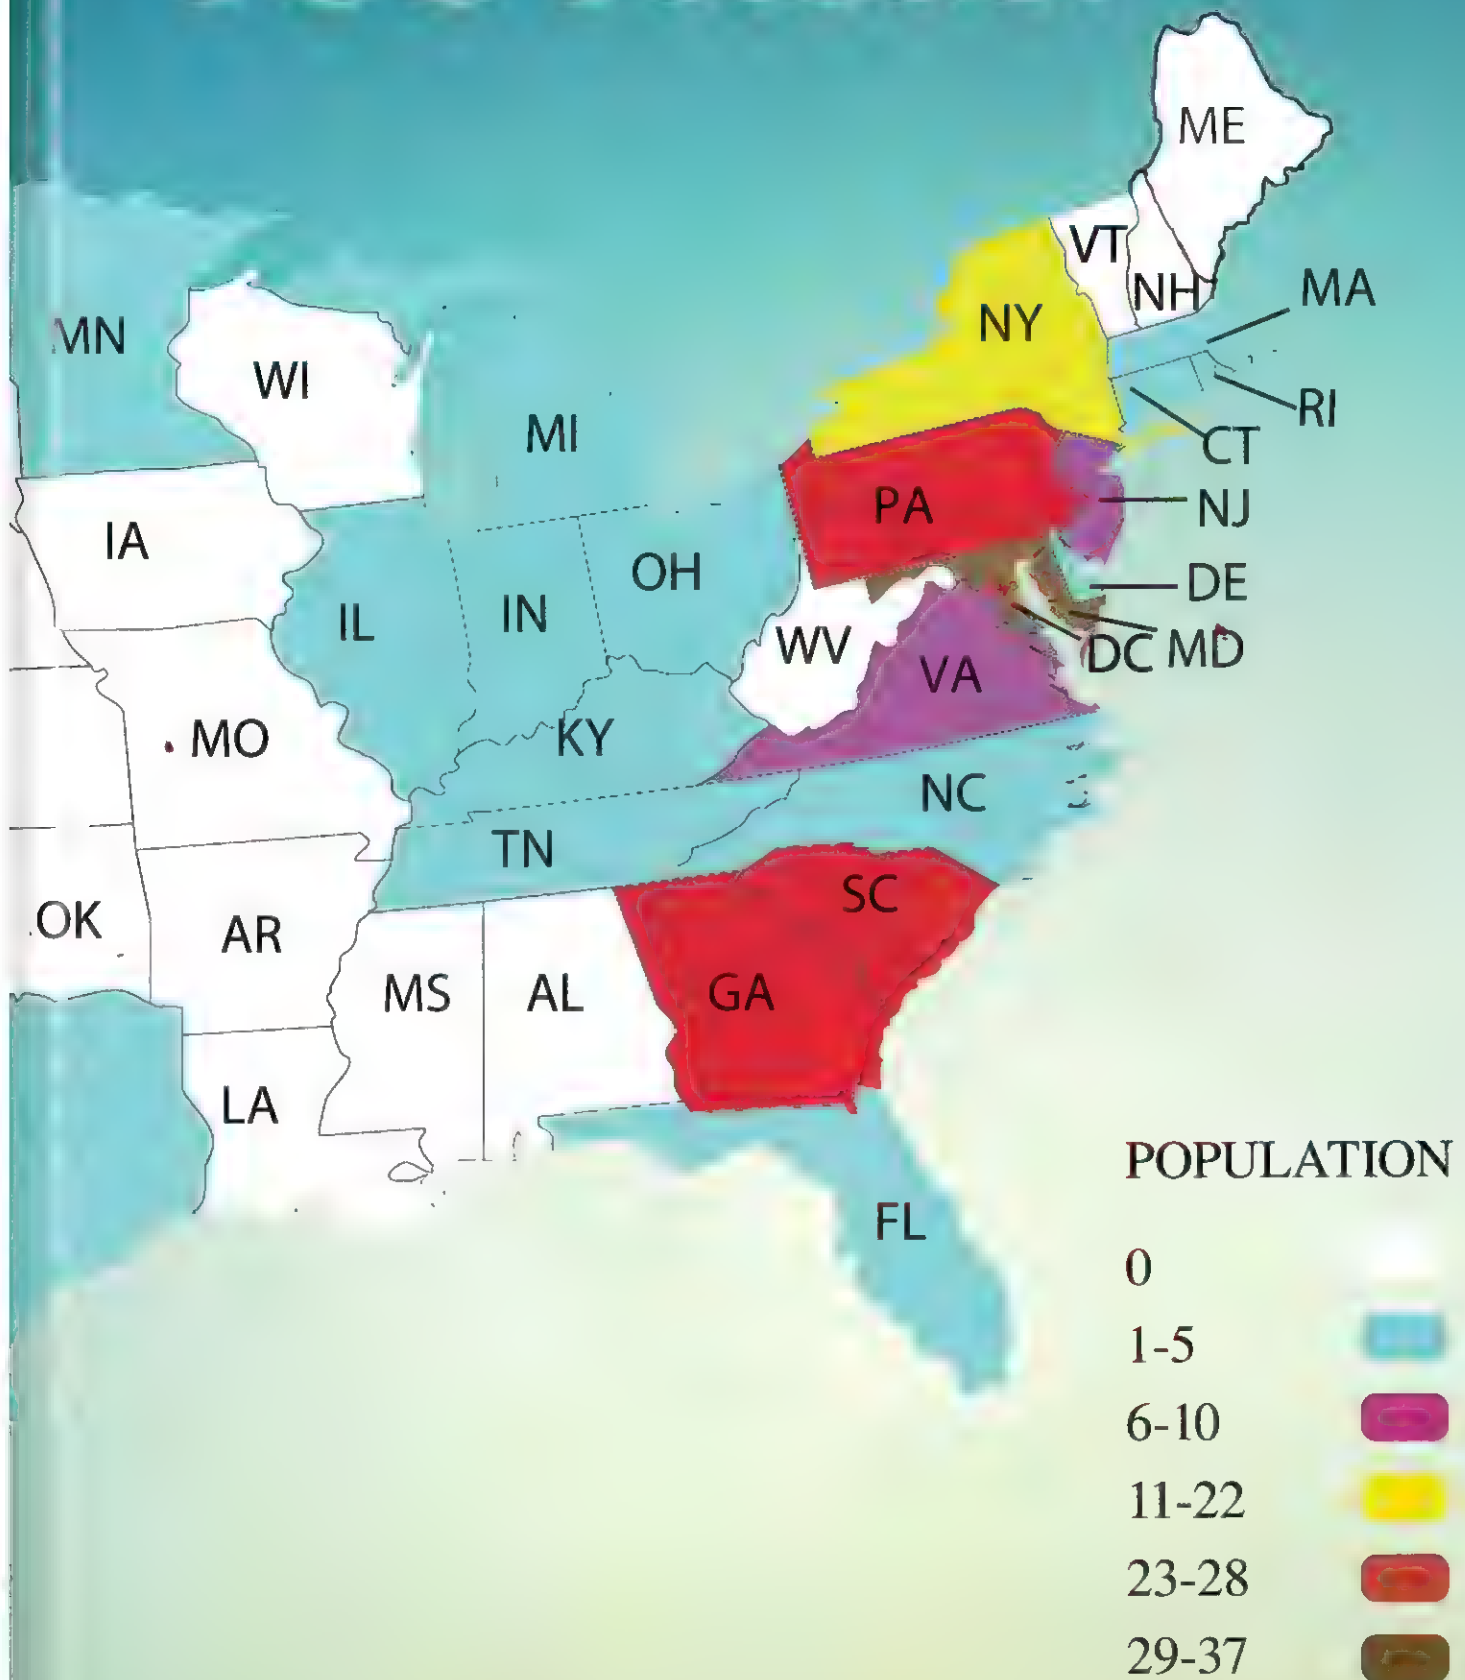 ME
VT
NH
MA
NY
MN
WI
RI
MI
CT
PA
NJ
IA
OH
DE
IL
IN
WV
DC
MD
VA
MO
KY
NC
TN
SC
OK
AR
MS
AL
GA
LA
FL
POPULATION
0
1-5
6-10
11-22
23-28
29-37